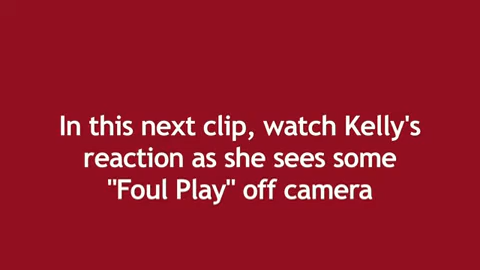 In this next clip, watch Kelly's
reaction as she sees some
"Foul Play" off camera